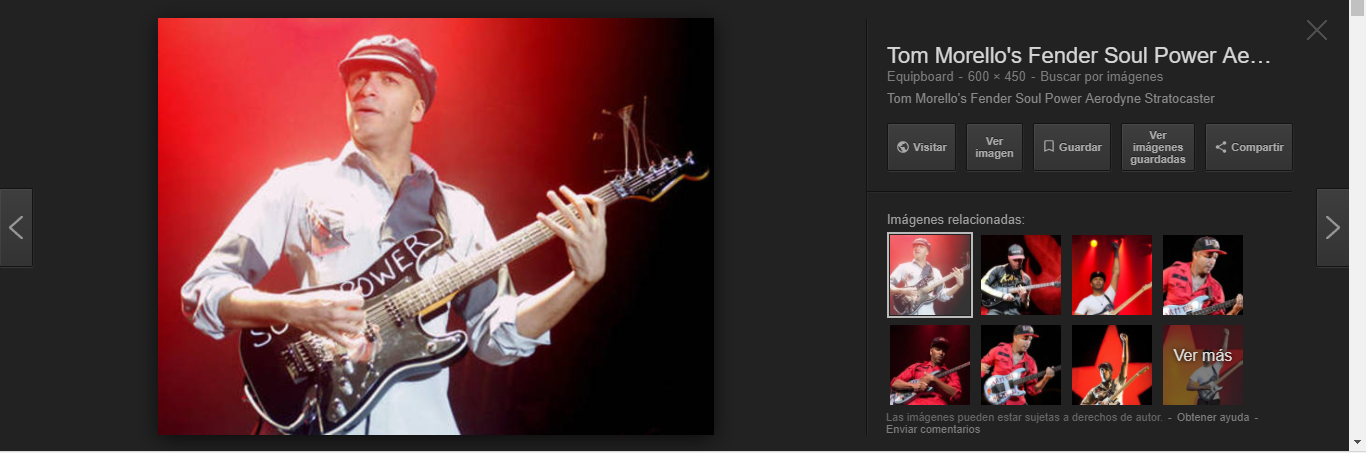 Tom Morello's Fender Soul Power Ae...
Equipboard - 600 × 450 - Buscar por imágenes
Tom Morello's Fender Soul Power Aerodyne Stratocaster
Visitar
Ver
imagen
Guardar
Ver
imágenes
guardadas
Compartir
POWER
Imágenes relacionadas:
Ver más
Las imágenes pueden estar sujetas a derechos de autor. - Obtener ayuda -
Enviar comentarios